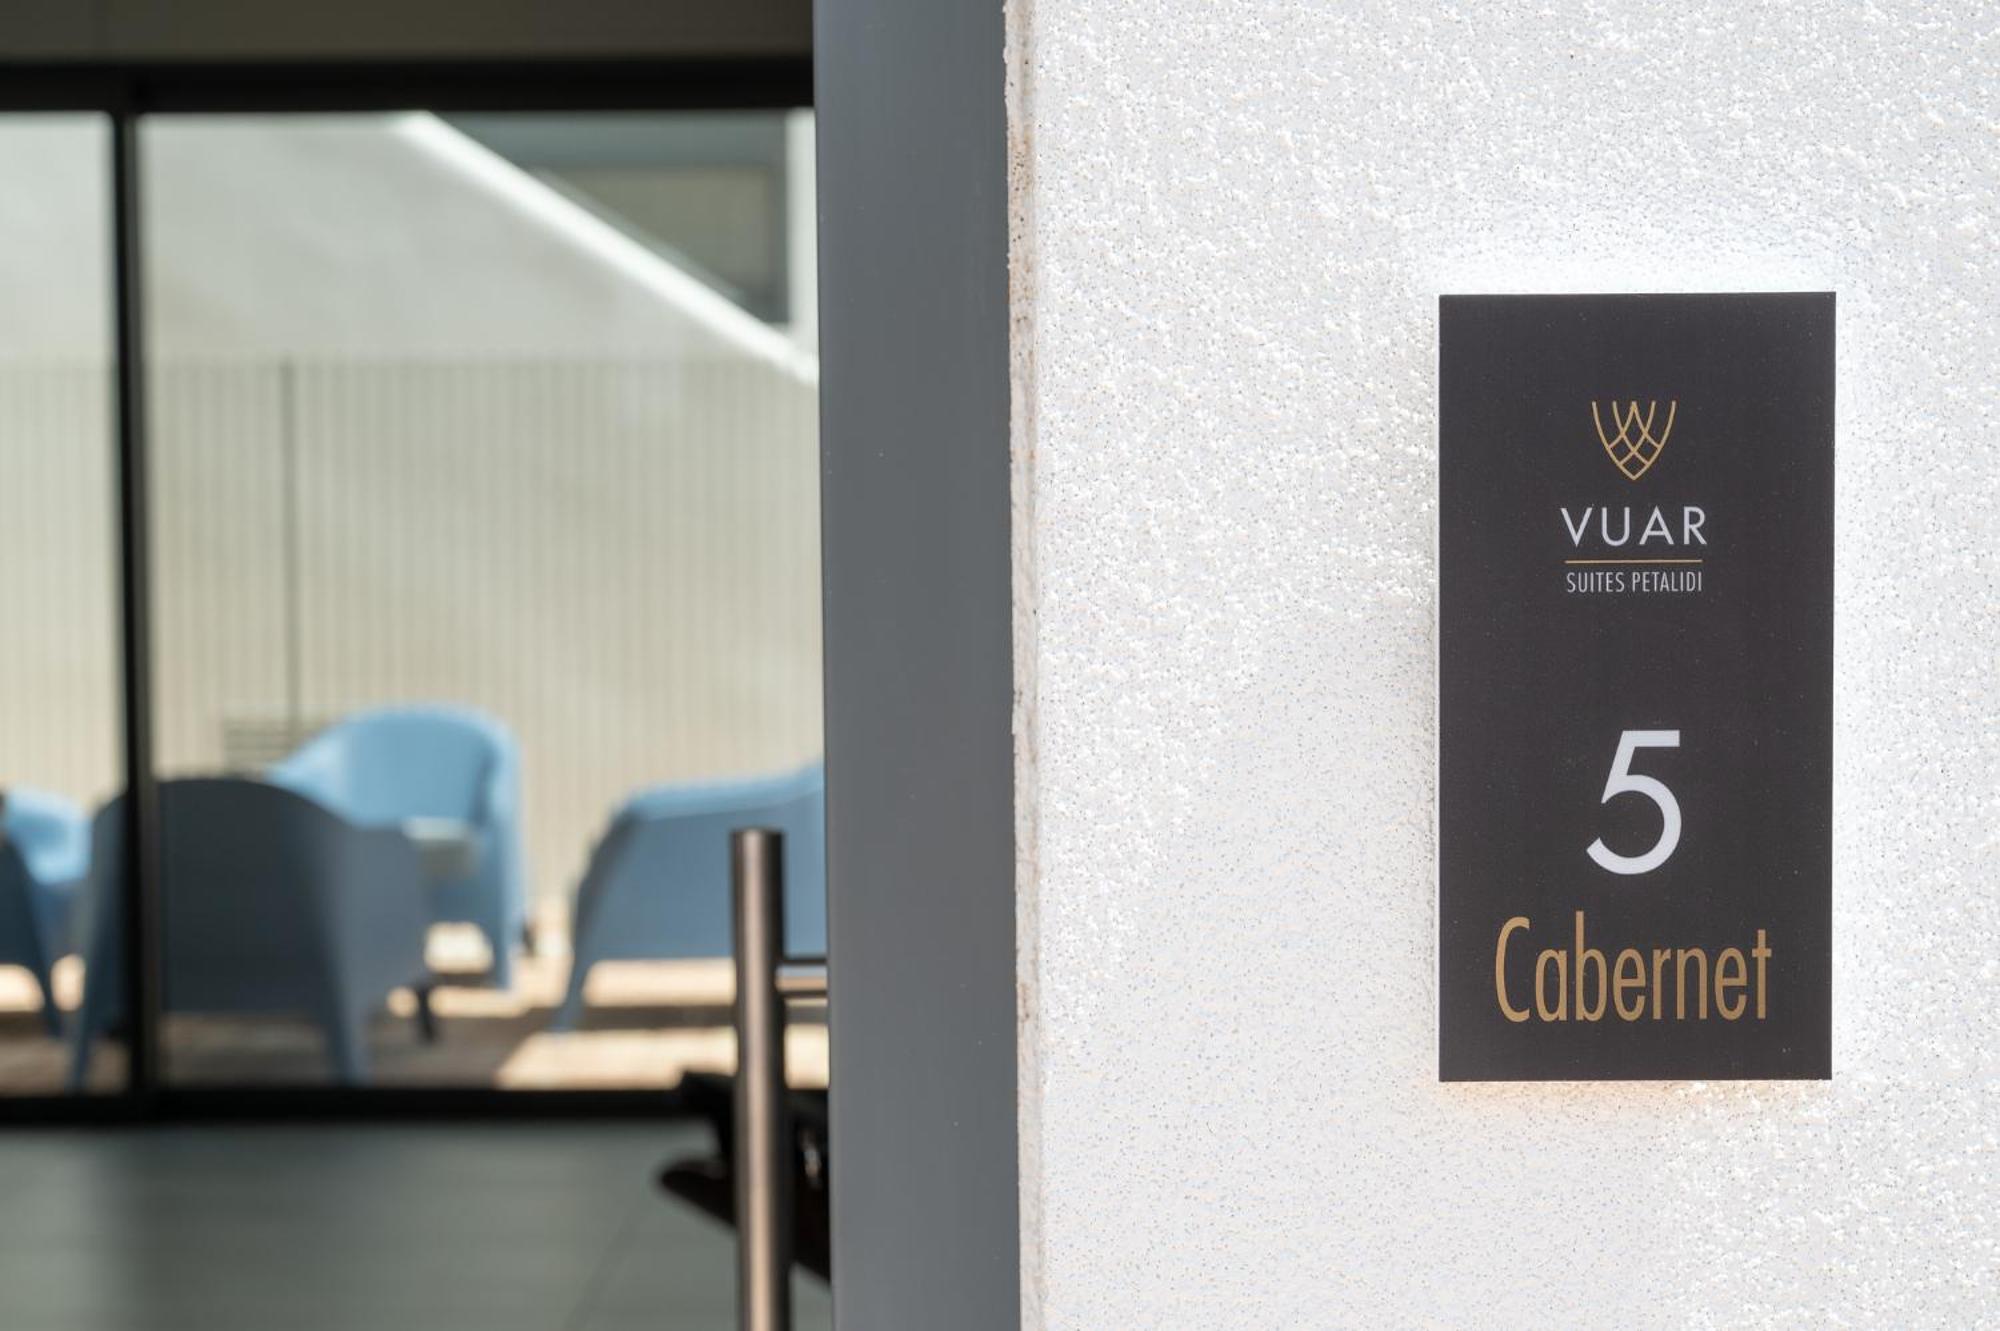 VUAR
SUITES PETALIDI
5
Cabernet